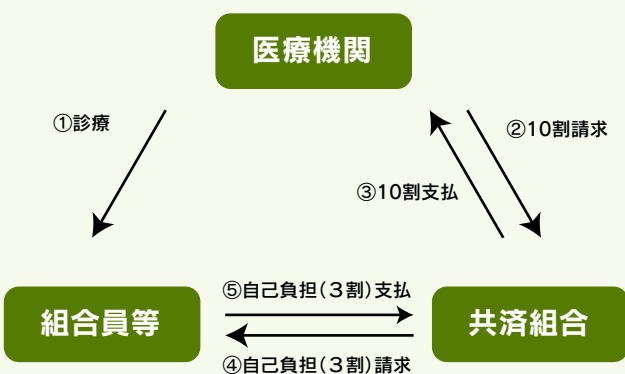 医療機関
①診療
②10割請求
③10割支払
⑤自己負担(3割)支払
組合員等
共済組合
④自己負担(3割)請求